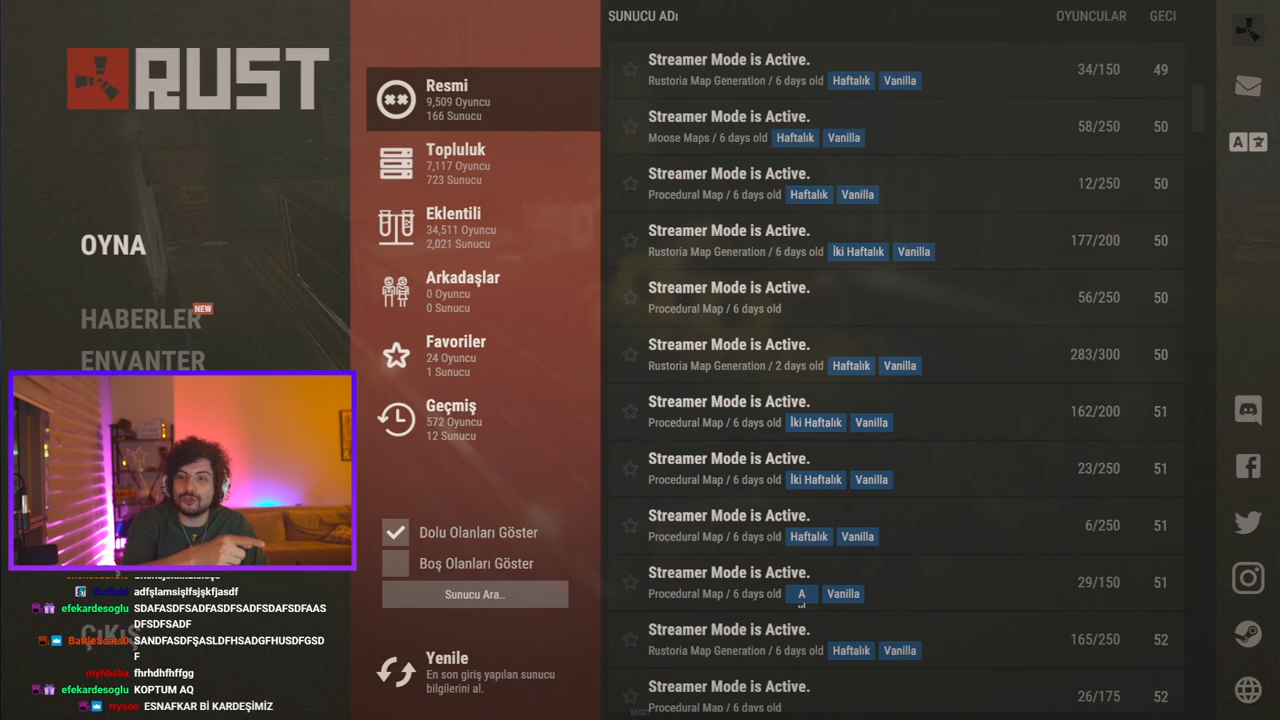 RUST
OYNA
HABERLER
NEW
ENVANTER
ÇIKIŞ
Resmi
9,509 Oyuncu
166 Sunucu
Topluluk
7,117 Oyuncu
723 Sunucu
Eklentili
34,511 Oyuncu
2,021 Sunucu
Arkadaşlar
0 Oyuncu
0 Sunucu
Favoriler
24 Oyuncu
1 Sunucu
Geçmiş
572 Oyuncu
12 Sunucu
Dolu Olanları Göster
Boş Olanları Göster
Sunucu Ara..
Yenile
En son giriş yapılan sunucu
bilgilerini al.
SUNUCU ADI OYUNCULAR GECI
Streamer Mode is Active. 34/150 49
Rustoria Map Generation / 6 days old Haftalık Vanilla
Streamer Mode is Active. 58/250 50
Moose Maps / 6 days old Haftalık Vanilla
Streamer Mode is Active. 12/250 50
Procedural Map / 6 days old Haftalık Vanilla
Streamer Mode is Active. 177/200 50
Rustoria Map Generation / 6 days old İki Haftalık Vanilla
Streamer Mode is Active. 56/250 50
Procedural Map / 6 days old
Streamer Mode is Active. 283/300 50
Rustoria Map Generation / 2 days old Haftalık Vanilla
Streamer Mode is Active. 162/200 51
Procedural Map / 6 days old İki Haftalık Vanilla
Streamer Mode is Active. 23/250 51
Procedural Map / 6 days old İki Haftalık Vanilla
Streamer Mode is Active. 6/250 51
Procedural Map / 6 days old Haftalık Vanilla
Streamer Mode is Active. 29/150 51
Procedural Map / 6 days old A Vanilla
Streamer Mode is Active. 165/250 52
Rustoria Map Generation / 6 days old Haftalık Vanilla
Streamer Mode is Active. 26/175 52
Procedural Map / 6 days old
A
adfşlamsişlfsjşkfjasdf
efekardesoglu SDAFASDFSADFASDFSADFSDAFSDFAAS
DFSDFSADF
BattleScars0 SANDFASDFŞASLDFHSADGFHUSDFGSD
F
myhbsba fhrhdhfhffgg
efekardesoglu KOPTUM AQ
rrysoo ESNAFKAR Bİ KARDEŞİMİZ